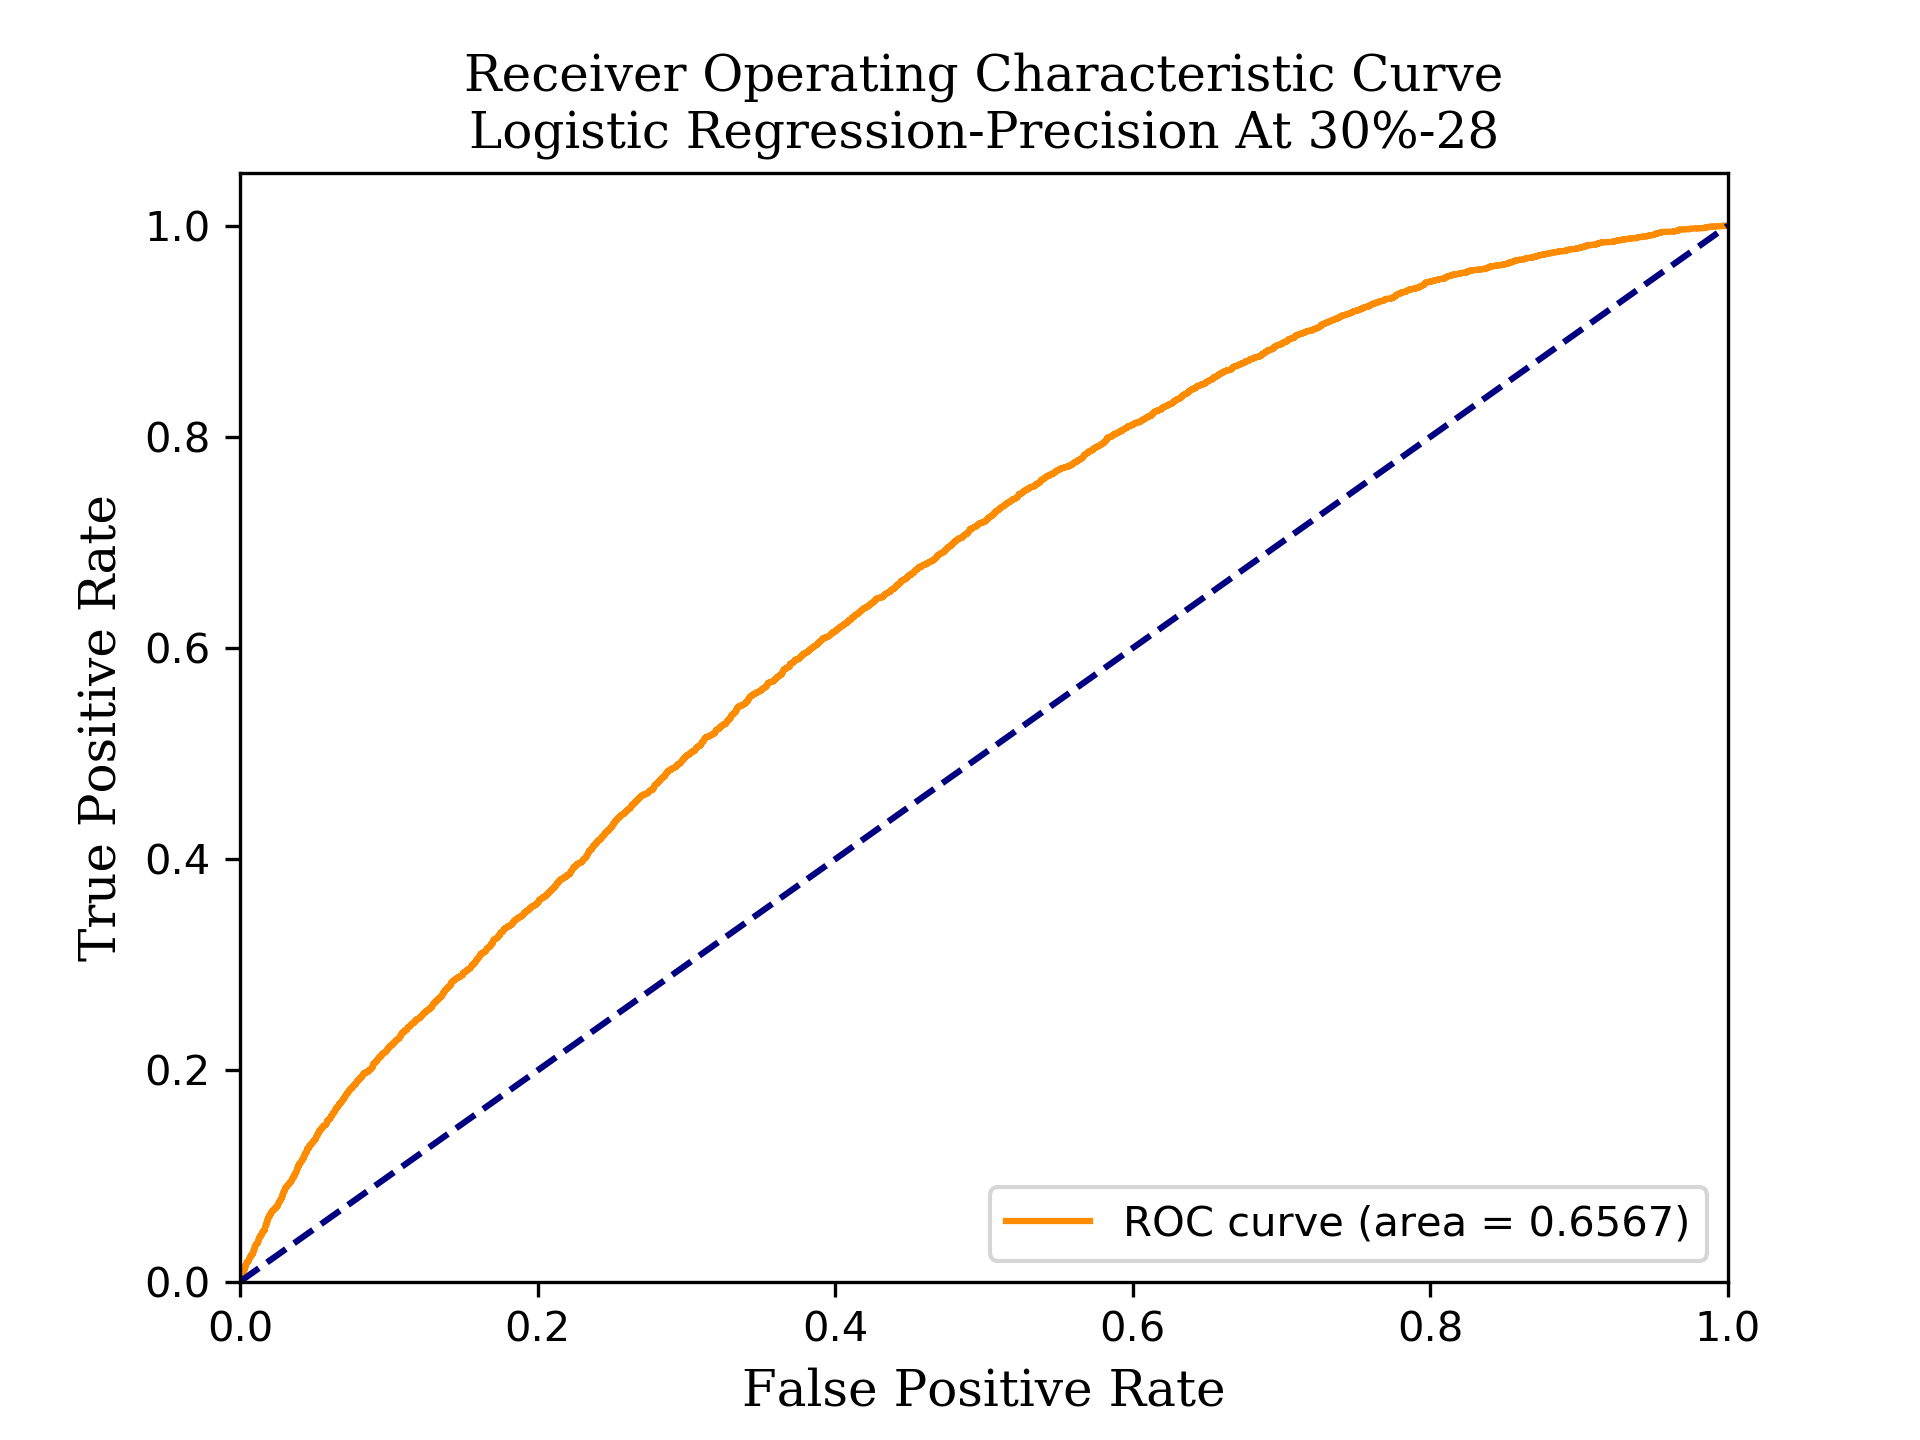 Receiver Operating Characteristic Curve
Logistic Regression-Precision At 30%-28
True Positive Rate
1.0
0.8
0.6
0.4
0.2
0.0
0.0 0.2 0.4 0.6 0.8 1.0
False Positive Rate
ROC curve (area = 0.6567)